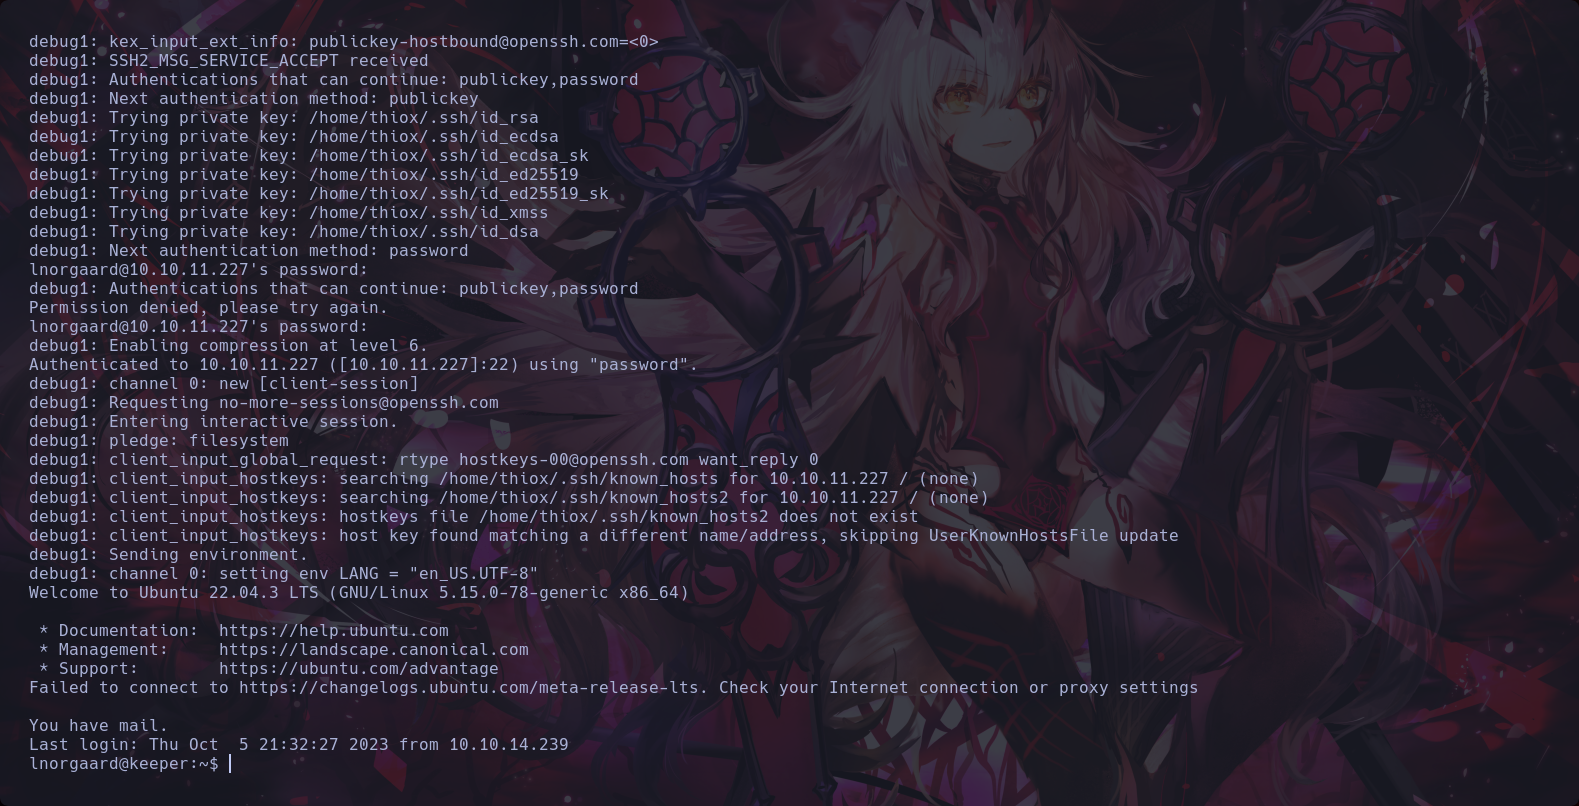 debug1: kex_input_ext_info: publickey-hostbound@openssh.com=<0>
debug1: SSH2_MSG_SERVICE_ACCEPT received
debug1: Authentications that can continue: publickey,password
debug1: Next authentication method: publickey
debug1: Trying private key: /home/thiox/.ssh/id_rsa
debug1: Trying private key: /home/thiox/.ssh/id_ecdsa
debug1: Trying private key: /home/thiox/.ssh/id_ecdsa_sk
debug1: Trying private key: /home/thiox/.ssh/id_ed25519
debug1: Trying private key: /home/thiox/.ssh/id_ed25519_sk
debug1: Trying private key: /home/thiox/.ssh/id_xmss
debug1: Trying private key: /home/thiox/.ssh/id_dsa
debug1: Next authentication method: password
lnorgaard@10.10.11.227's password:
debug1: Authentications that can continue: publickey,password
Permission denied, please try again.
lnorgaard@10.10.11.227's password:
debug1: Enabling compression at level 6.
Authenticated to 10.10.11.227 ([10.10.11.227]:22) using "password".
debug1: channel 0: new [client-session]
debug1: Requesting no-more-sessions@openssh.com
debug1: Entering interactive session.
debug1: pledge: filesystem
debug1: client_input_global_request: rtype hostkeys-00@openssh.com want_reply 0
debug1: client_input_hostkeys: searching /home/thiox/.ssh/known_hosts for 10.10.11.227 / (none)
debug1: client_input_hostkeys: searching /home/thiox/.ssh/known_hosts2 for 10.10.11.227 / (none)
debug1: client_input_hostkeys: hostkeys file /home/thiox/.ssh/known_hosts2 does not exist
debug1: client_input_hostkeys: host key found matching a different name/address, skipping UserKnownHostsFile update
debug1: Sending environment.
debug1: channel 0: setting env LANG = "en_US.UTF-8"
Welcome to Ubuntu 22.04.3 LTS (GNU/Linux 5.15.0-78-generic x86_64)

 * Documentation:  https://help.ubuntu.com
 * Management:     https://landscape.canonical.com
 * Support:        https://ubuntu.com/advantage
Failed to connect to https://changelogs.ubuntu.com/meta-release-lts. Check your Internet connection or proxy settings

You have mail.
Last login: Thu Oct  5 21:32:27 2023 from 10.10.14.239
lnorgaard@keeper:~$